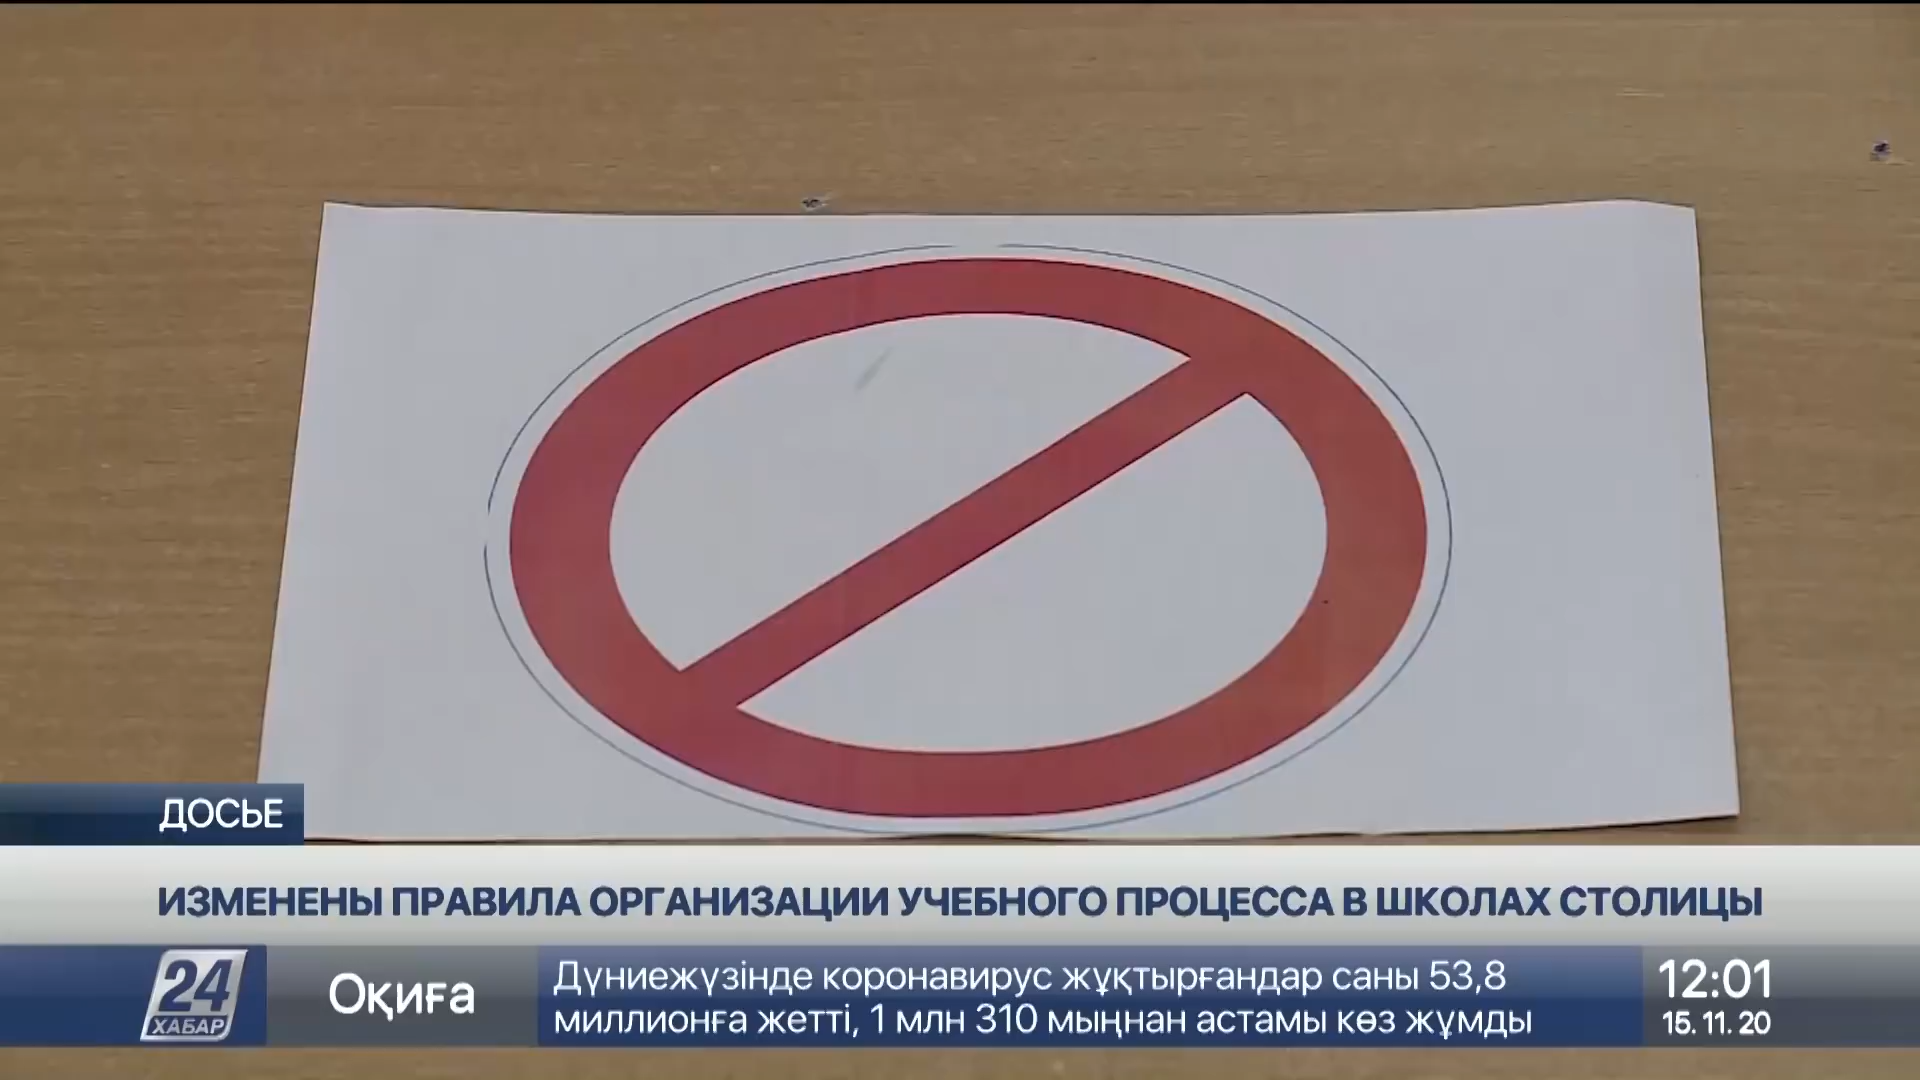 ДОСЬЕ
ИЗМЕНЕНЫ ПРАВИЛА ОРГАНИЗАЦИИ УЧЕБНОГО ПРОЦЕССА В ШКОЛАХ СТОЛИЦЫ
24
ХАБАР
Оқиға
Дүниежүзінде коронавирус жұқтырғандар саны 53,8
миллионға жетті, 1 млн 310 мыңнан астамы көз жұмды
12:01
15. 11. 20